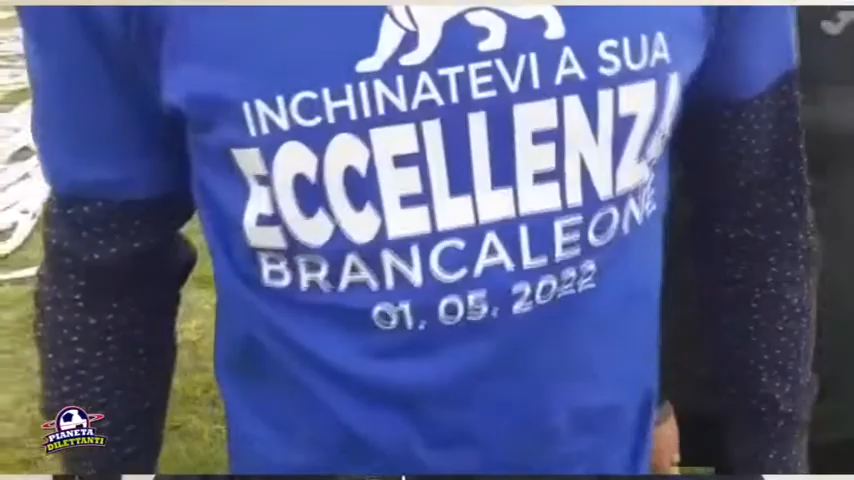 INCHINATEVI A SUA
ECCELLENZA
BRANCALEONE
01.05.2022
PIANETA
DILETTANTI